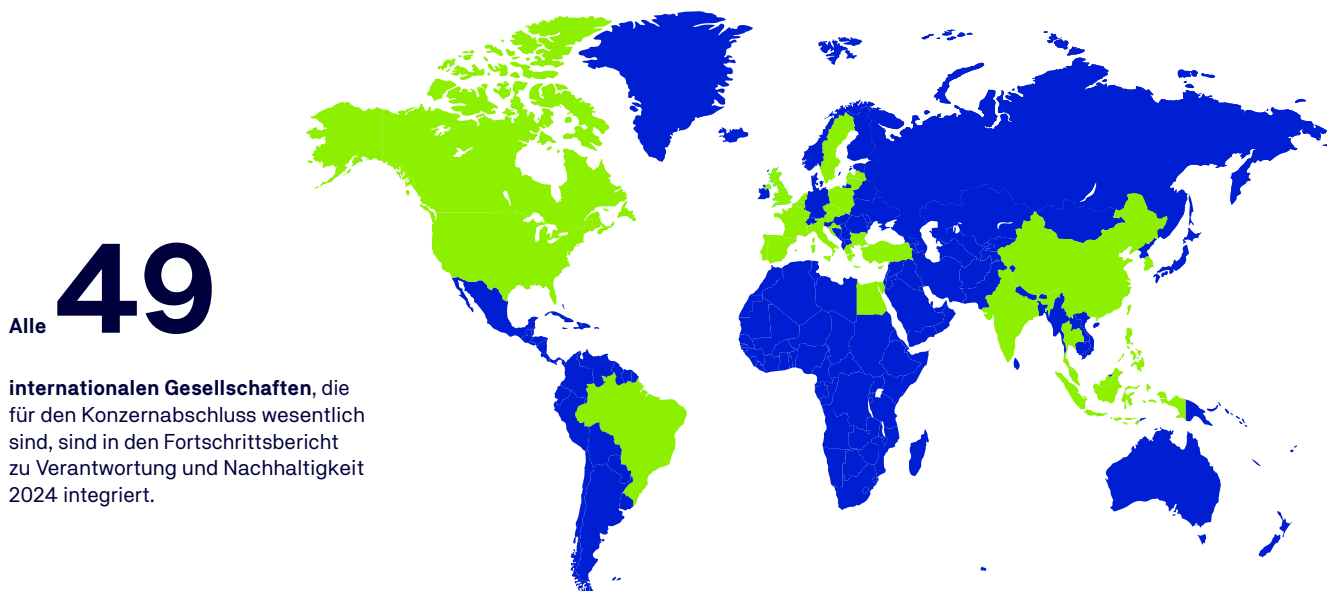 Alle 49
internationalen Gesellschaften, die
für den Konzernabschluss wesentlich
sind, sind in den Fortschrittsbericht
zu Verantwortung und Nachhaltigkeit
2024 integriert.